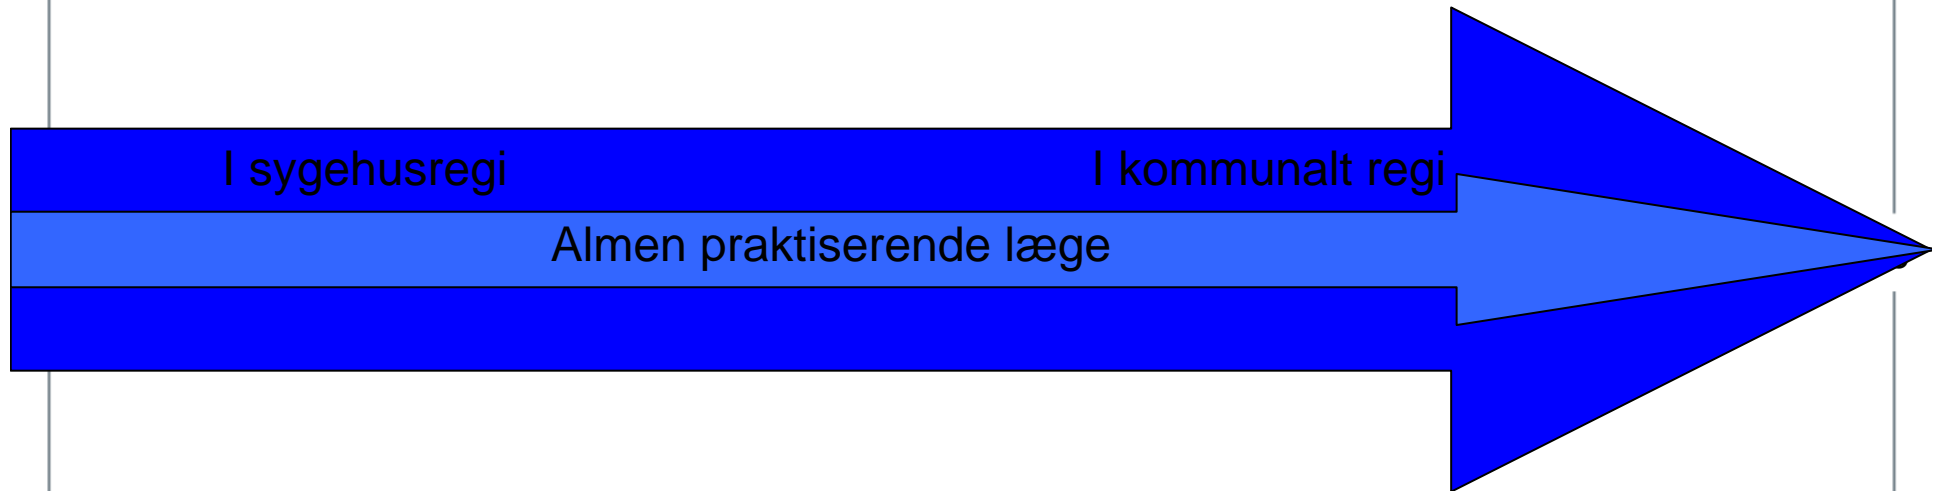 I sygehusregi
I kommunalt regi
Almen praktiserende læge